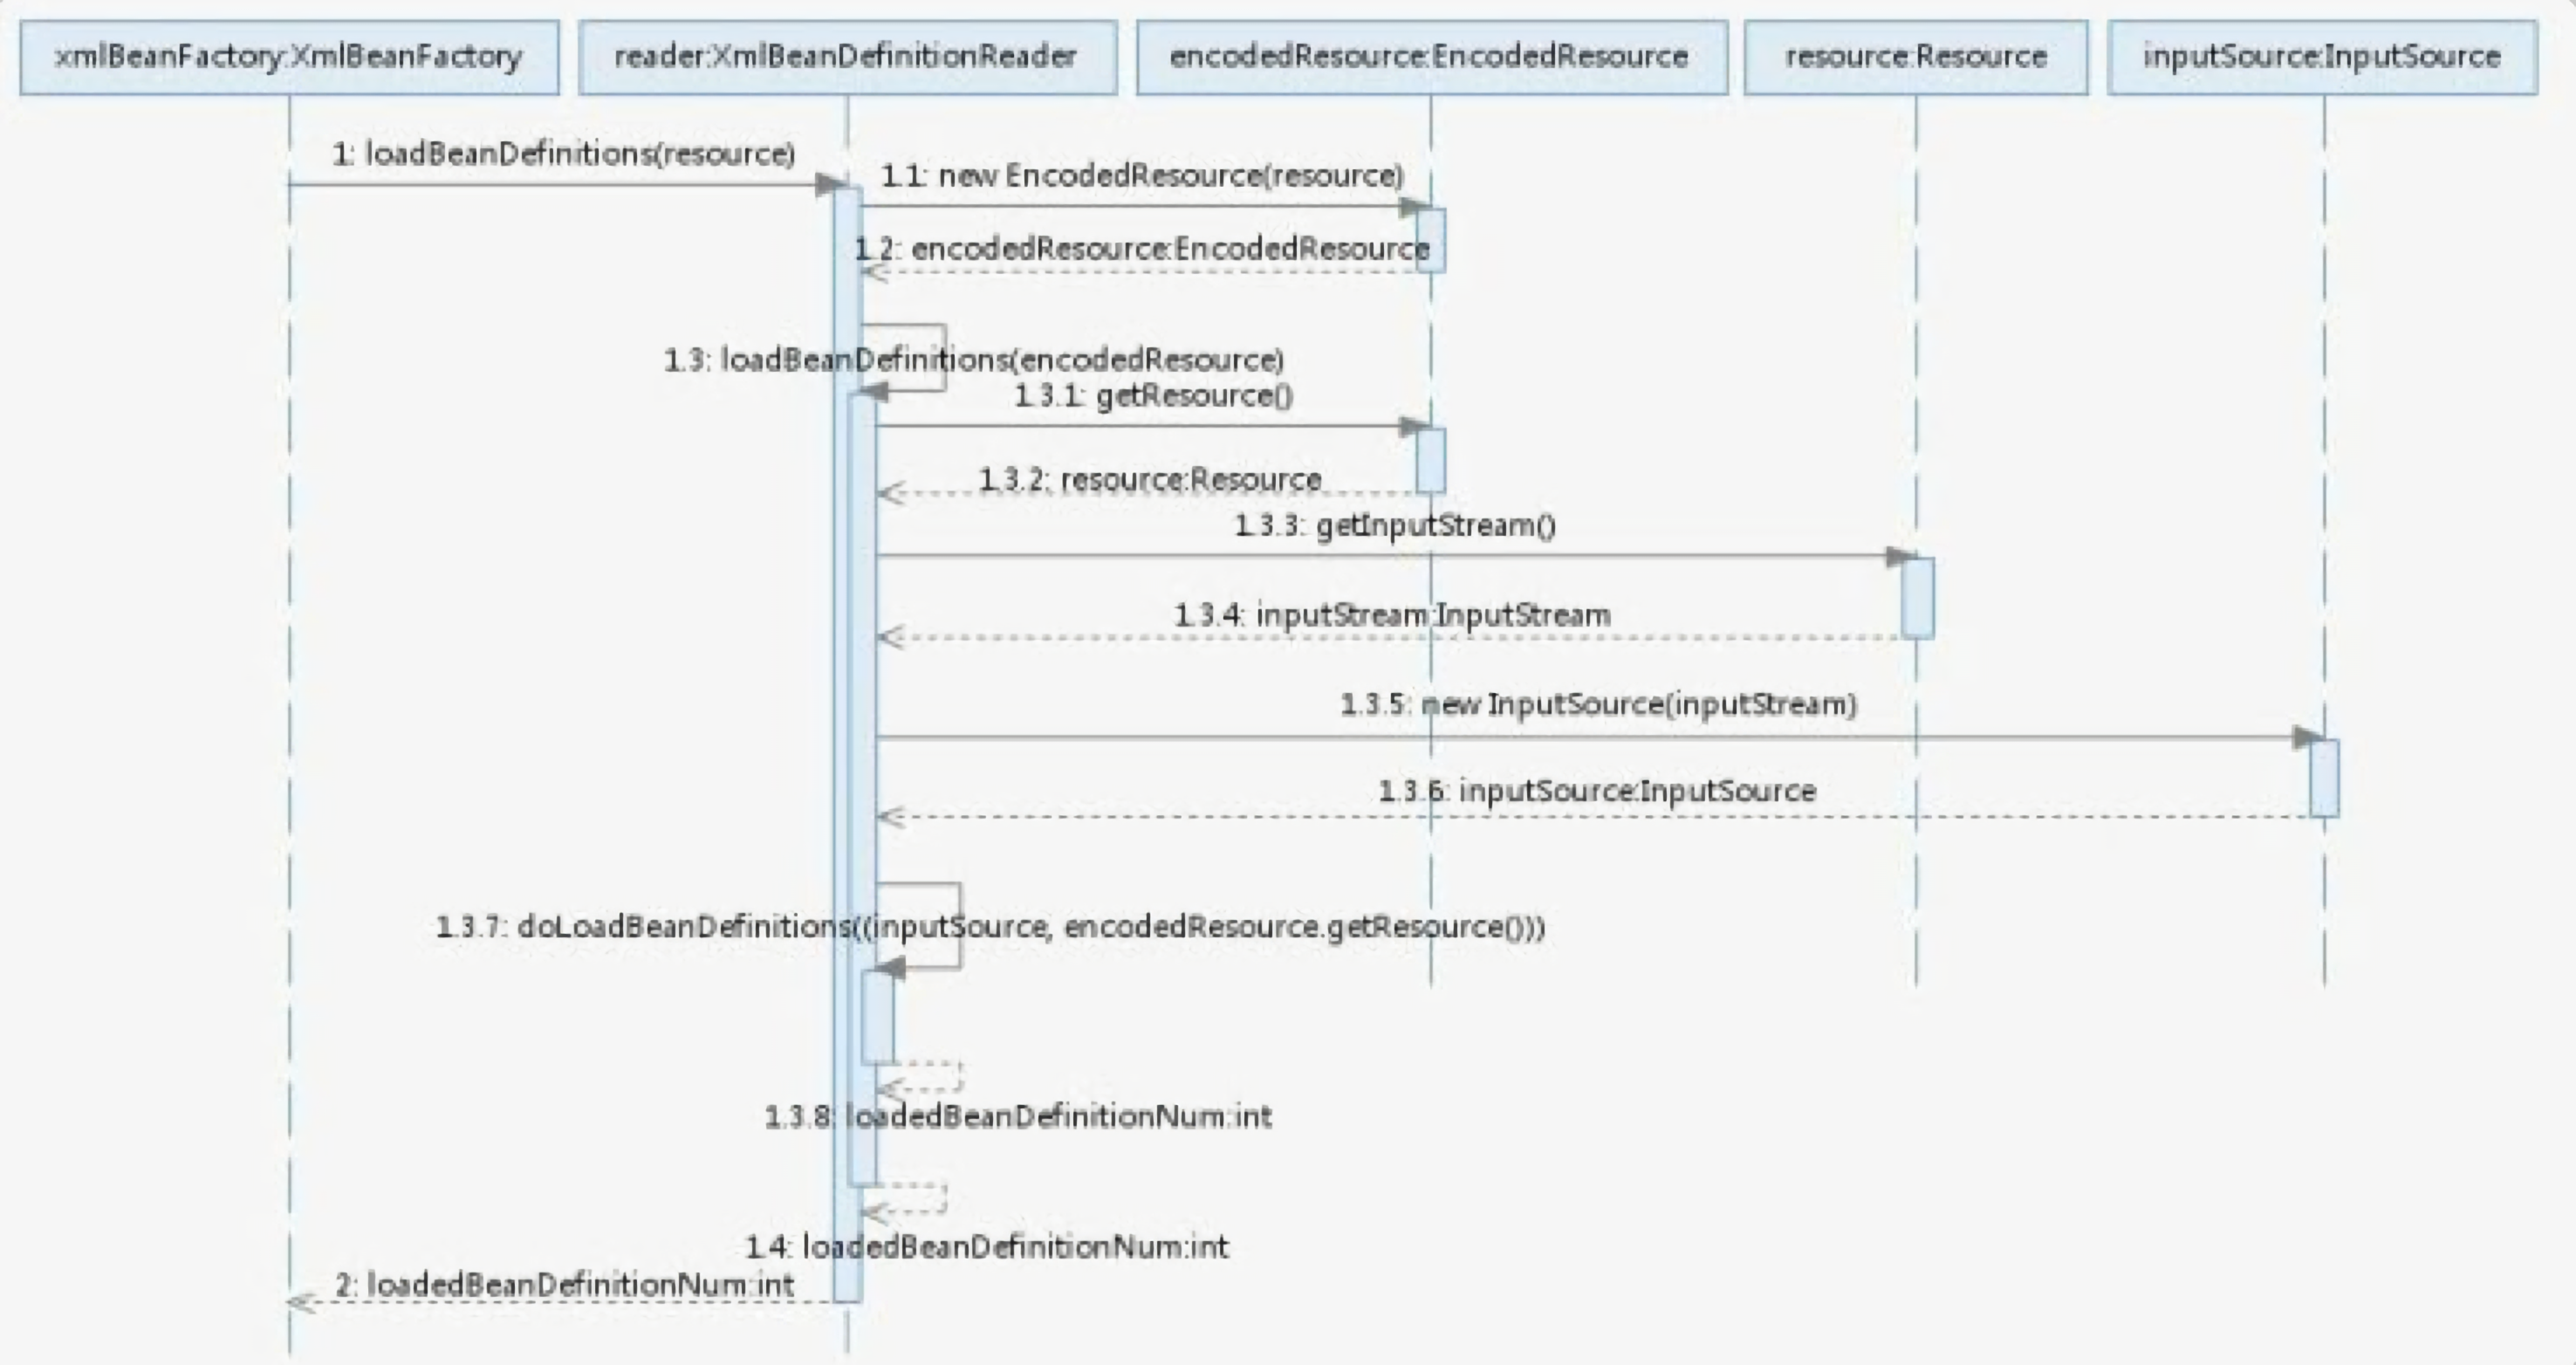 xmlBeanFactory:XmlBeanFactory
reader:XmlBeanDefinitionReader
encodedResource:EncodedResource
resource:Resource
inputSource:InputSource
1: loadBeanDefinitions(resource)
1.1: new EncodedResource(resource)
1.2: encodedResource:EncodedResource
1.3: loadBeanDefinitions(encodedResource)
1.3.1: getResource()
1.3.2: resource:Resource
1.3.3: getInputStream()
1.3.4: inputStream:InputStream
1.3.5: new InputSource(inputStream)
1.3.6: inputSource:InputSource
1.3.7: doLoadBeanDefinitions((inputSource, encodedResource.getResource()))
1.3.8: loadedBeanDefinitionNum:int
1.4: loadedBeanDefinitionNum:int
2: loadedBeanDefinitionNum:int